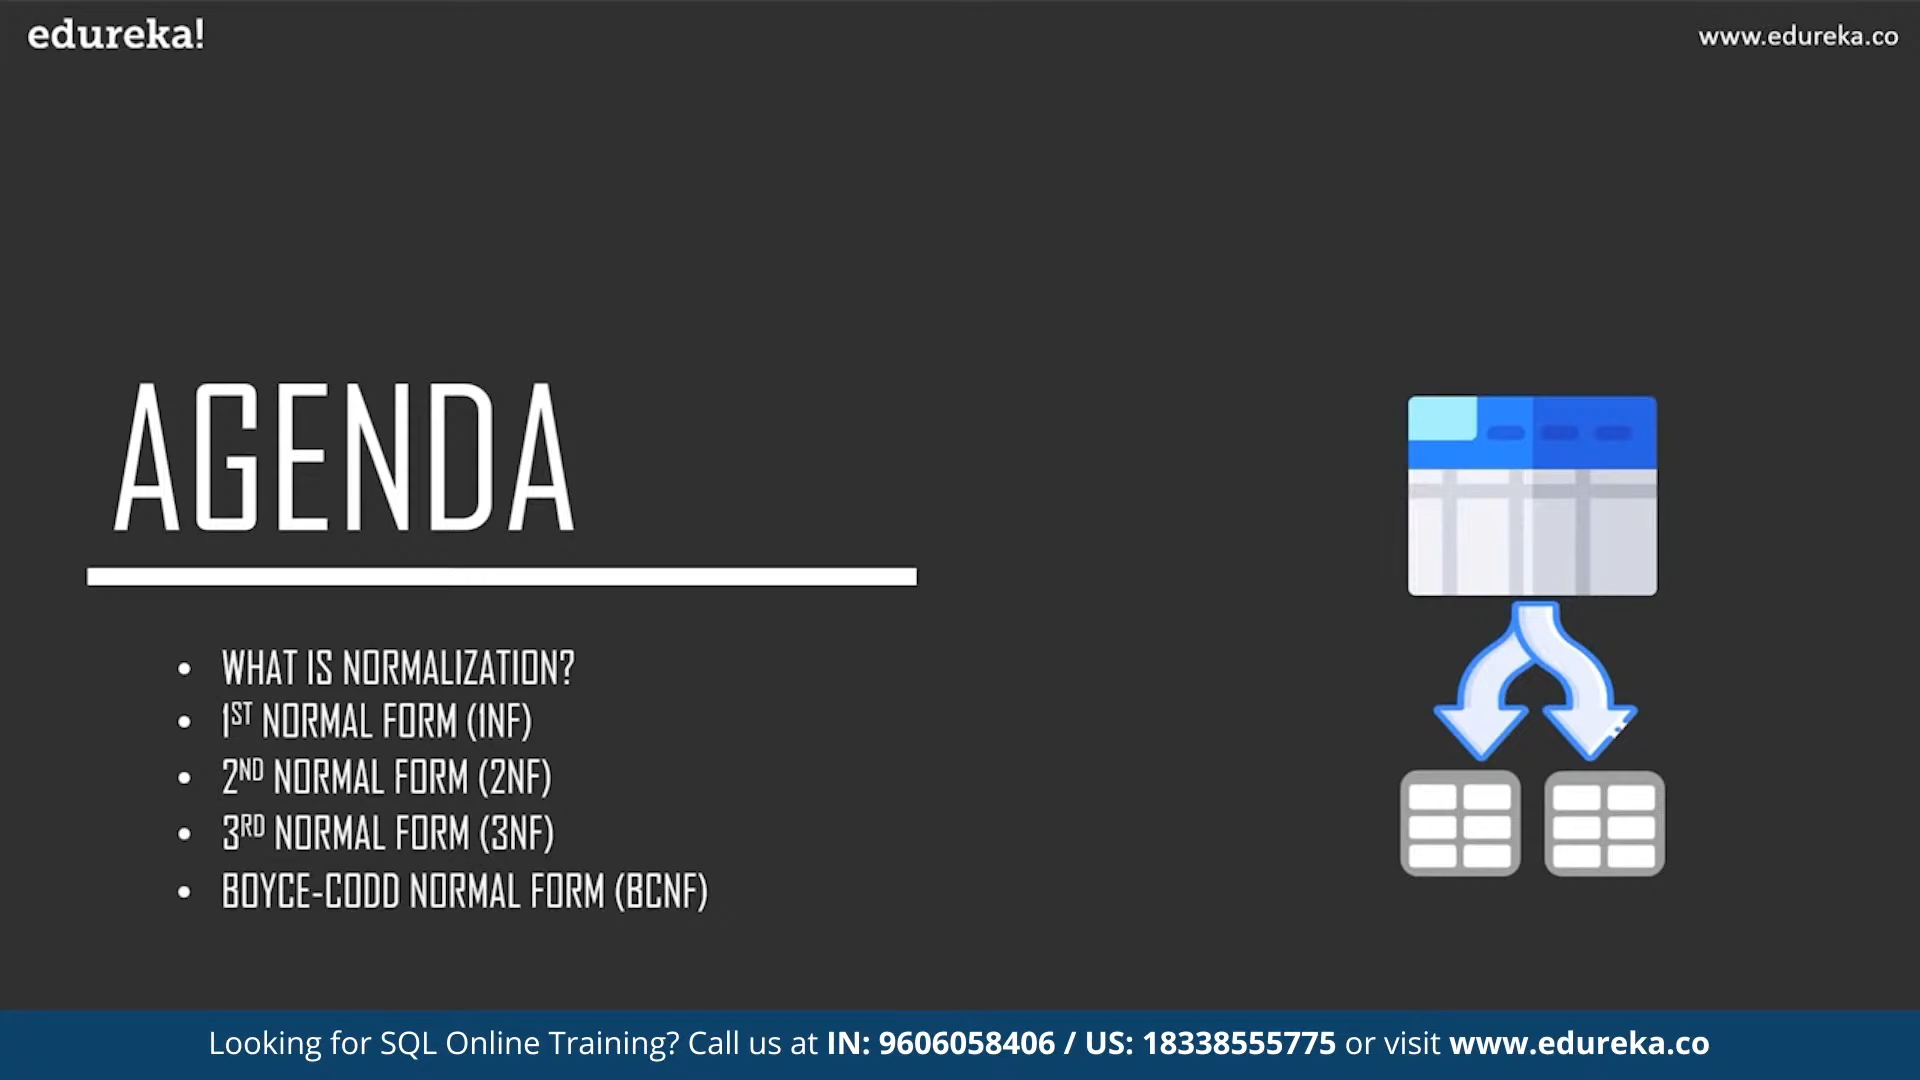 edureka!
www.edureka.co
AGENDA
• WHAT IS NORMALIZATION?
• 1ST NORMAL FORM (1NF)
• 2ND NORMAL FORM (2NF)
• 3RD NORMAL FORM (3NF)
• BOYCE-CODD NORMAL FORM (BCNF)
Looking for SQL Online Training? Call us at IN: 9606058406 / US: 18338555775 or visit www.edureka.co